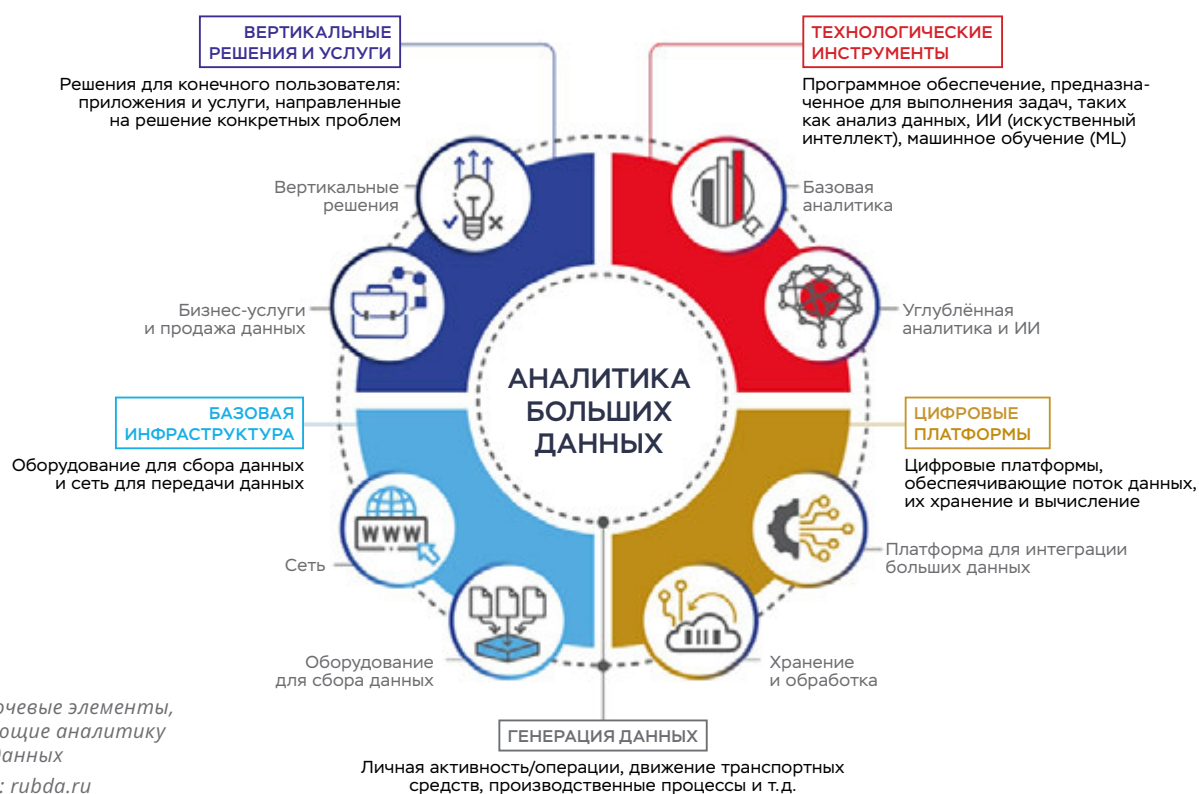 ВЕРТИКАЛЬНЫЕ
РЕШЕНИЯ И УСЛУГИ
Решения для конечного пользователя:
приложения и услуги, направленные
на решение конкретных проблем
ТЕХНОЛОГИЧЕСКИЕ
ИНСТРУМЕНТЫ
Программное обеспечение, предназна-
ченное для выполнения задач, таких
как анализ данных, ИИ (искуственный
интеллект), машинное обучение (ML)
Вертикальные
решения
Базовая
аналитика
Бизнес-услуги
и продажа данных
Углублённая
аналитика и ИИ
АНАЛИТИКА
БОЛЬШИХ
ДАННЫХ
БАЗОВАЯ
ИНФРАСТРУКТУРА
Оборудование для сбора данных
и сеть для передачи данных
ЦИФРОВЫЕ
ПЛАТФОРМЫ
Цифровые платформы,
обеспеячивающие поток данных,
их хранение и вычисление
WWW
Сеть
Платформа для интеграции
больших данных
Оборудование
для сбора данных
Хранение
и обработка
ГЕНЕРАЦИЯ ДАННЫХ
Личная активность/операции, движение транспортных
средств, производственные процессы и т.д.
элементы,
аналитику
: rubda.ru